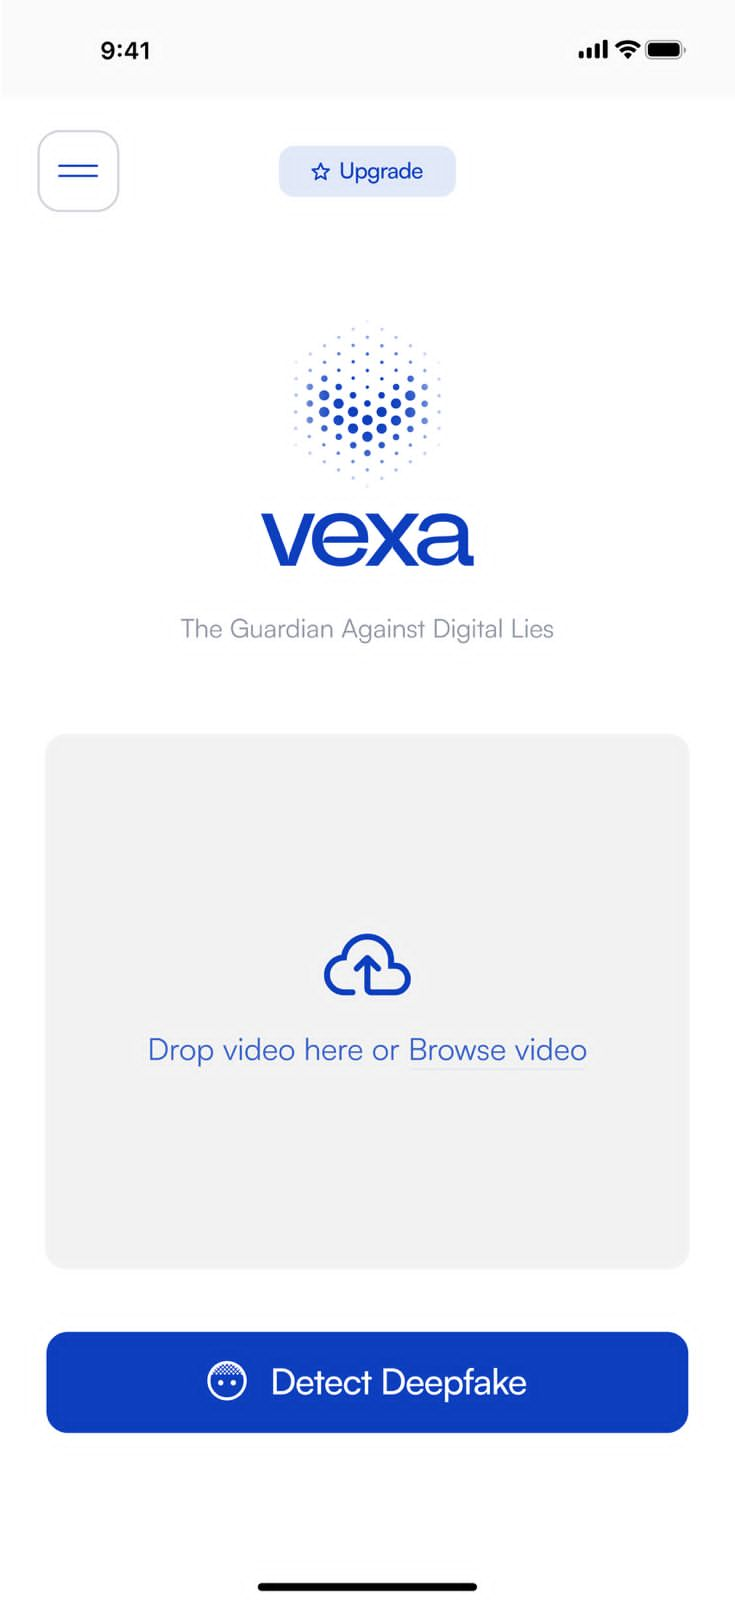 9:41
Upgrade
vexa
The Guardian Against Digital Lies
Drop video here or Browse video
Detect Deepfake